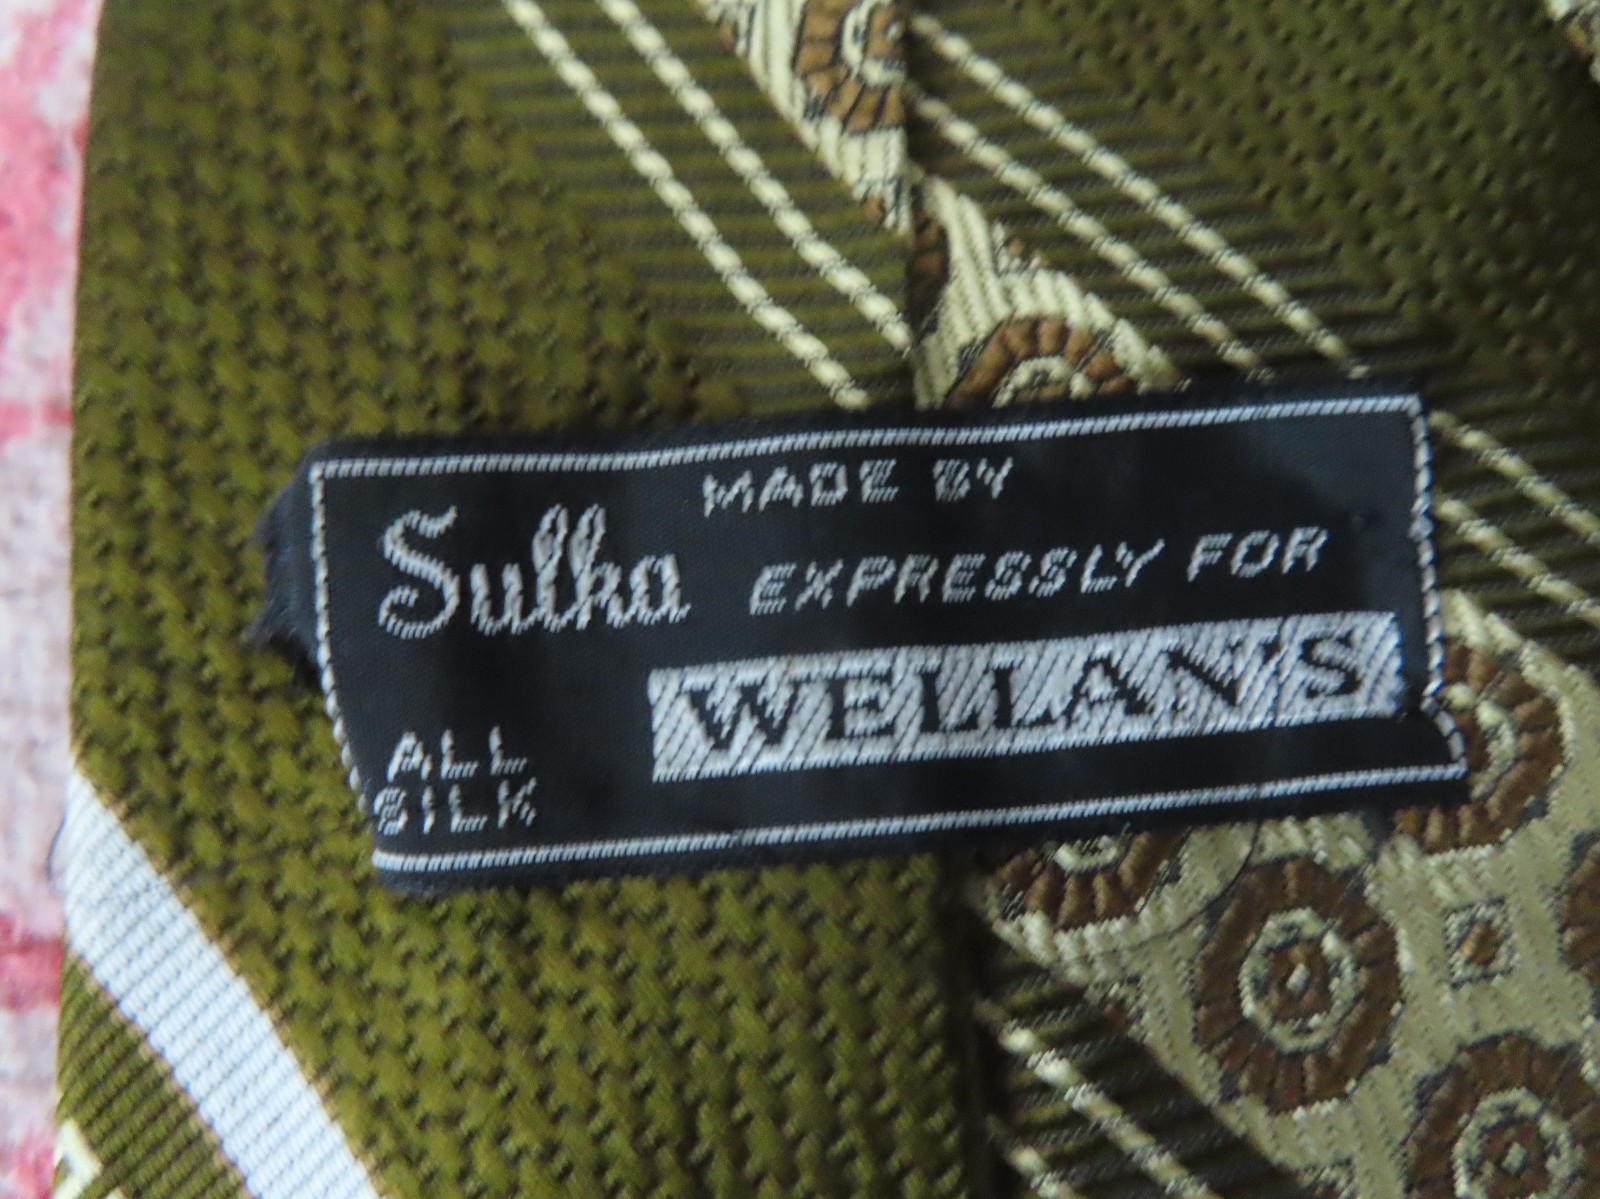 MADE BY
Sulka EXPRESSLY FOR
WELLAN'S
ALL
SILK